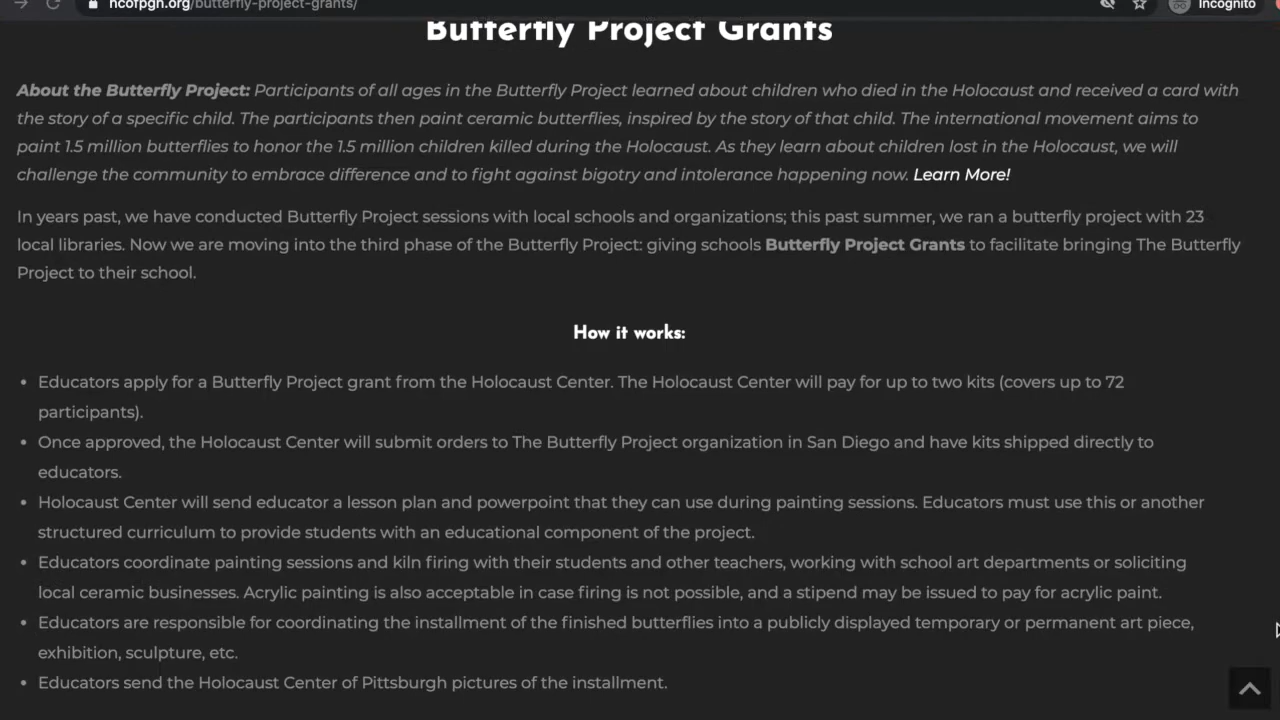 hcofpgh.org/butterfly-project-grants/
Incognito
Butterfly Project Grants
About the Butterfly Project: Participants of all ages in the Butterfly Project learned about children who died in the Holocaust and received a card with
the story of a specific child. The participants then paint ceramic butterflies, inspired by the story of that child. The international movement aims to
paint 1.5 million butterflies to honor the 1.5 million children killed during the Holocaust. As they learn about children lost in the Holocaust, we will
challenge the community to embrace difference and to fight against bigotry and intolerance happening now. Learn More!
In years past, we have conducted Butterfly Project sessions with local schools and organizations; this past summer, we ran a butterfly project with 23
local libraries. Now we are moving into the third phase of the Butterfly Project: giving schools Butterfly Project Grants to facilitate bringing The Butterfly
Project to their school.
How it works:
• Educators apply for a Butterfly Project grant from the Holocaust Center. The Holocaust Center will pay for up to two kits (covers up to 72
participants).
• Once approved, the Holocaust Center will submit orders to The Butterfly Project organization in San Diego and have kits shipped directly to
educators.
• Holocaust Center will send educator a lesson plan and powerpoint that they can use during painting sessions. Educators must use this or another
structured curriculum to provide students with an educational component of the project.
• Educators coordinate painting sessions and kiln firing with their students and other teachers, working with school art departments or soliciting
local ceramic businesses. Acrylic painting is also acceptable in case firing is not possible, and a stipend may be issued to pay for acrylic paint.
• Educators are responsible for coordinating the installment of the finished butterflies into a publicly displayed temporary or permanent art piece,
exhibition, sculpture, etc.
• Educators send the Holocaust Center of Pittsburgh pictures of the installment.